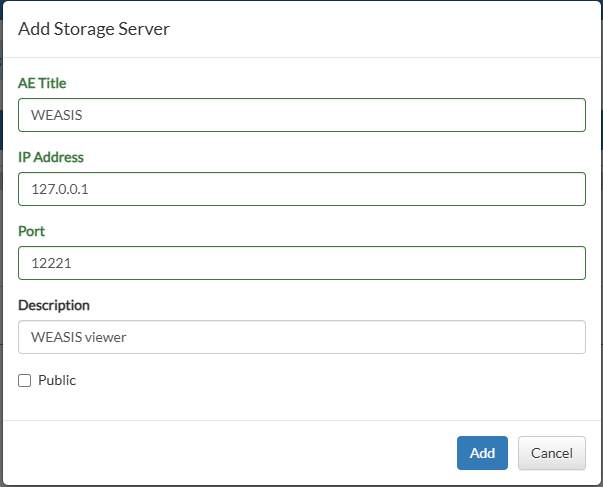 Add Storage Server
AE Title
WEASIS
IP Address
127.0.0.1
Port
12221
Description
WEASIS viewer
Public
Add Cancel